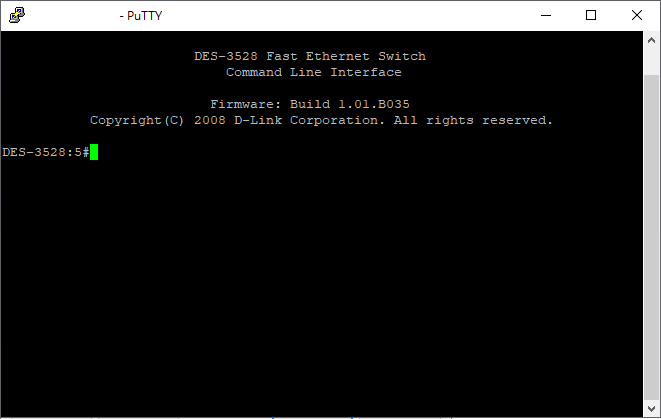 - PuTTY
DES-3528 Fast Ethernet Switch
Command Line Interface
Firmware: Build 1.01.B035
Copyright(C) 2008 D-Link Corporation. All rights reserved.
DES-3528:5#